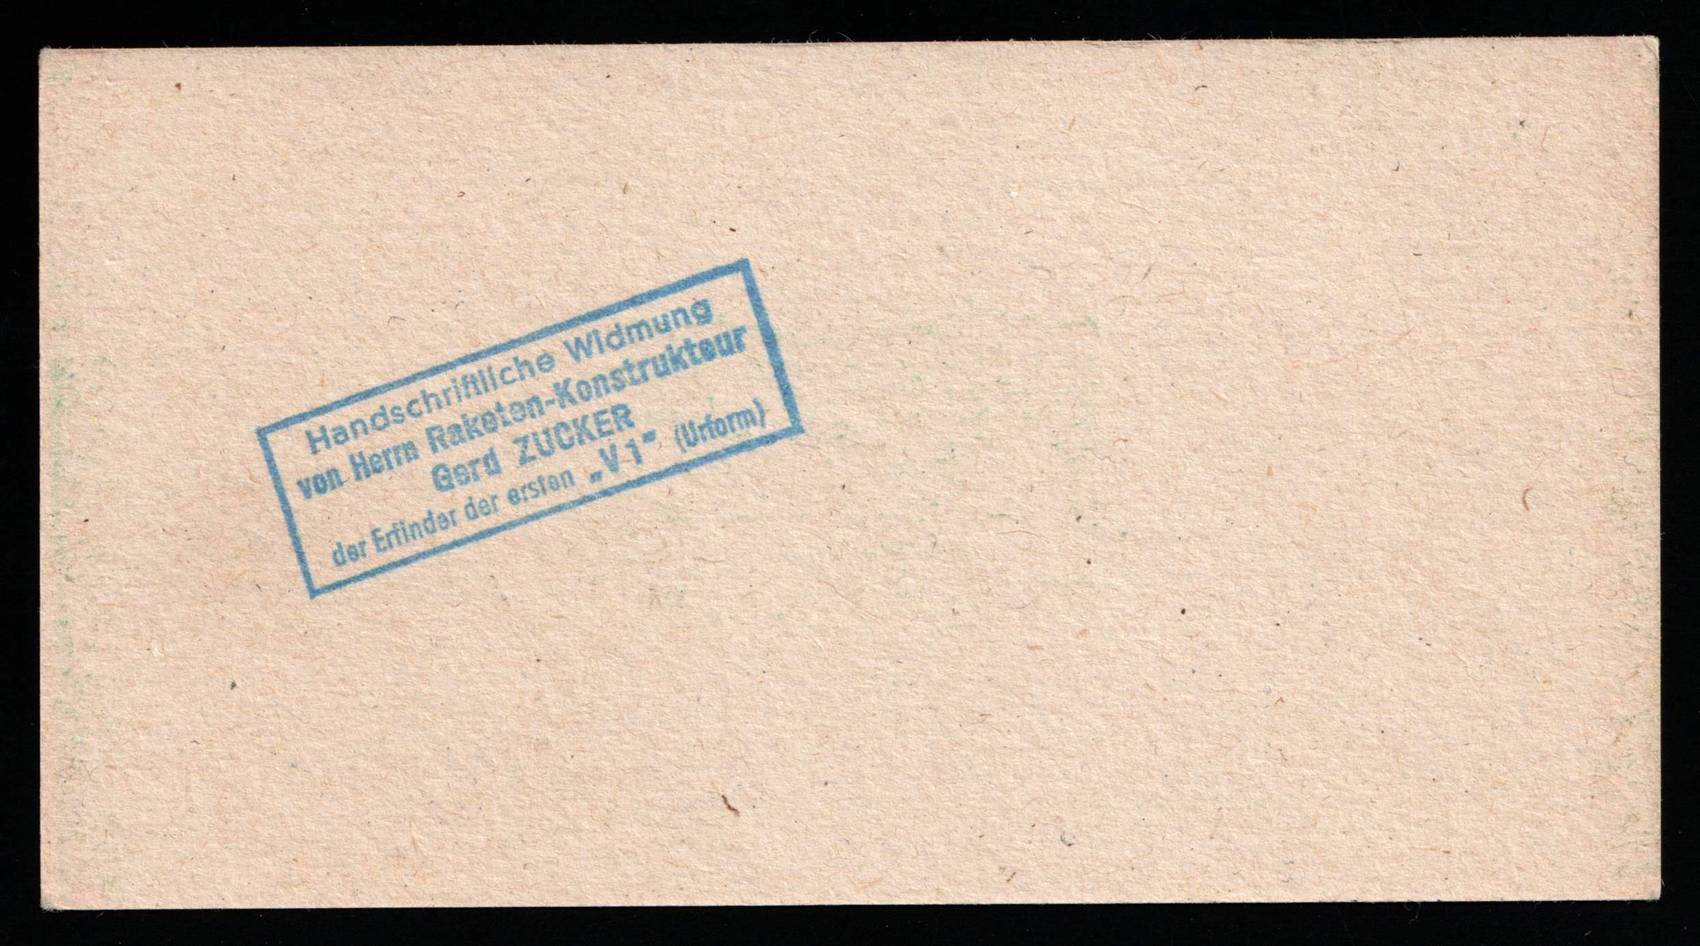 Handschriftliche Widmung
von Herrn Raketen-Konstrukteur
Gerd ZUCKER
der Erfinder der ersten „V1" (Urform)